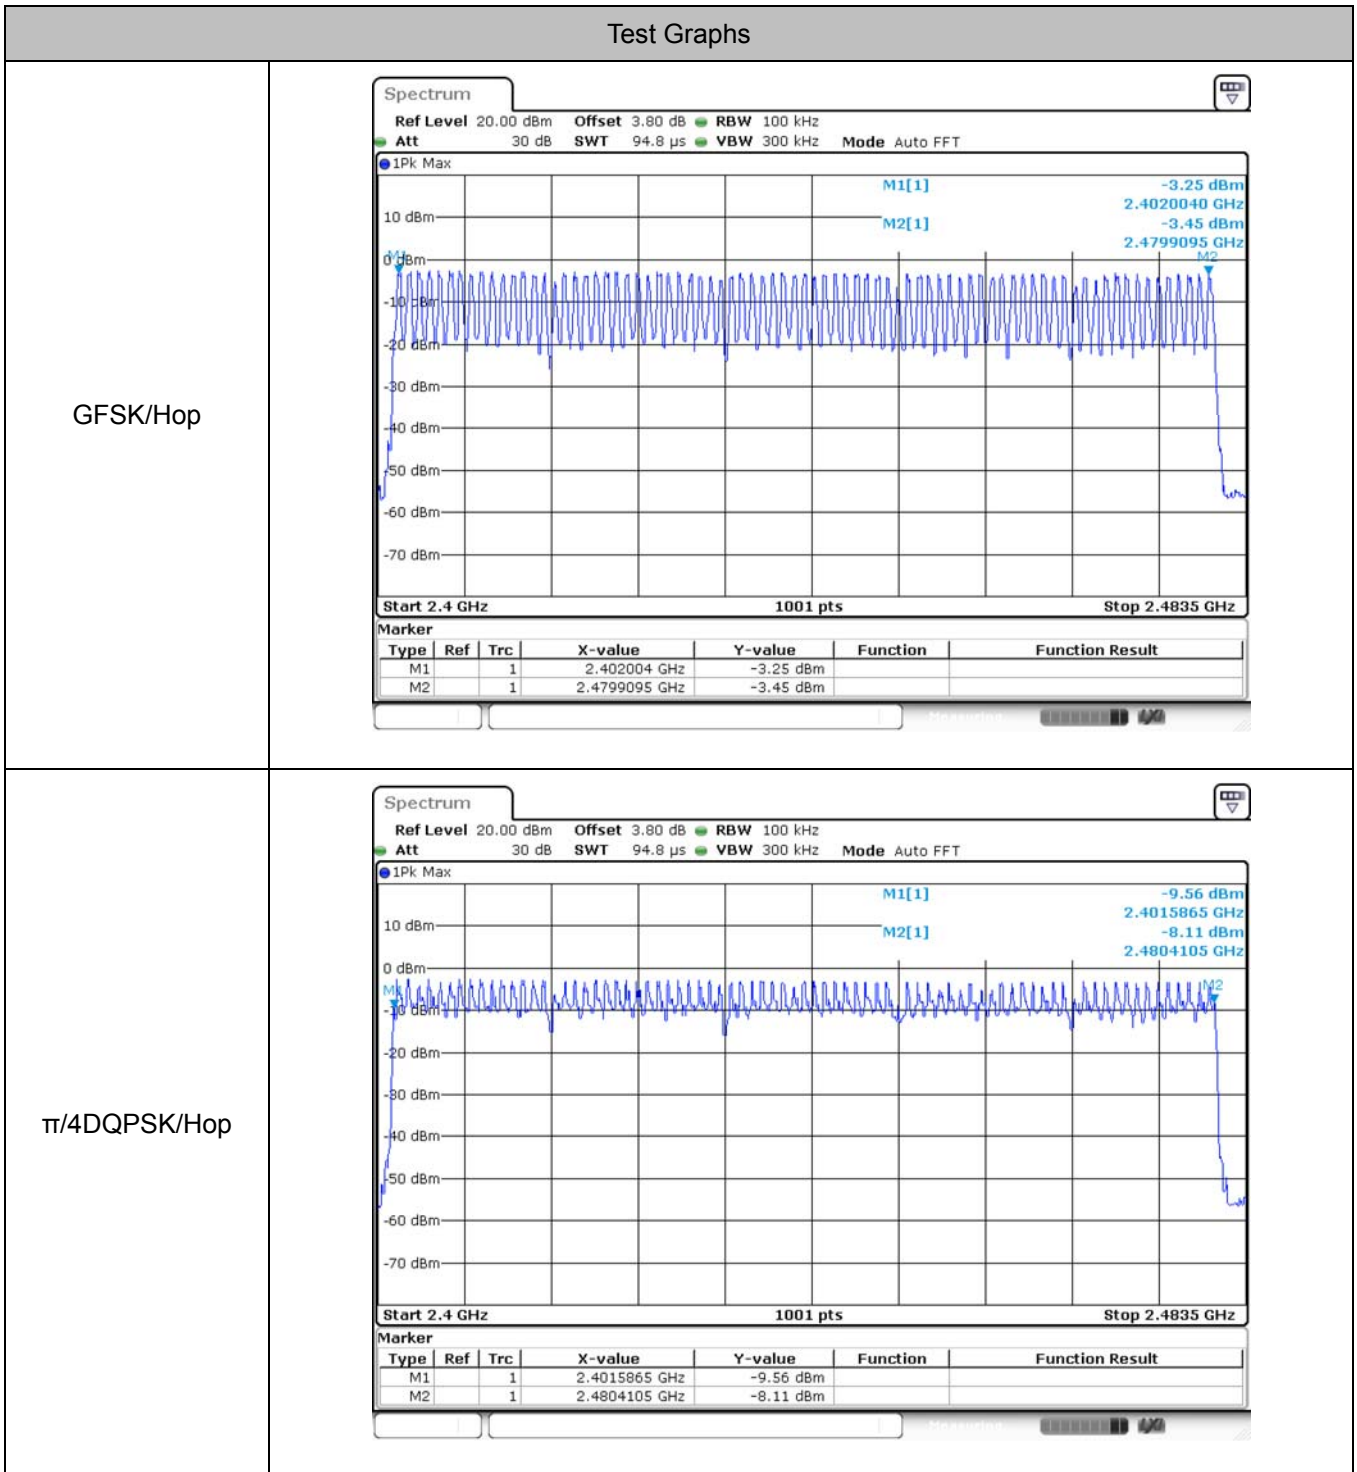 Test Graphs
GFSK/Hop
Spectrum
Ref Level 20.00 dBm Offset 3.80 dB RBW 100 kHz
Att 30 dB SWT 94.8 µs VBW 300 kHz Mode Auto FFT
1Pk Max
M1[1] -3.25 dBm
2.4020040 GHz
10 dBm M2[1] -3.45 dBm
2.4799095 GHz
M1 M2
0 dBm
-10 dBm
-20 dBm
-30 dBm
-40 dBm
-50 dBm
-60 dBm
-70 dBm
Start 2.4 GHz 1001 pts Stop 2.4835 GHz
Marker
Type Ref Trc X-value Y-value Function Function Result
M1 1 2.402004 GHz -3.25 dBm
M2 1 2.4799095 GHz -3.45 dBm
Measuring
π/4DQPSK/Hop
Spectrum
Ref Level 20.00 dBm Offset 3.80 dB RBW 100 kHz
Att 30 dB SWT 94.8 µs VBW 300 kHz Mode Auto FFT
1Pk Max
M1[1] -9.56 dBm
2.4015865 GHz
10 dBm M2[1] -8.11 dBm
2.4804105 GHz
0 dBm
M1 M2
-10 dBm
-20 dBm
-30 dBm
-40 dBm
-50 dBm
-60 dBm
-70 dBm
Start 2.4 GHz 1001 pts Stop 2.4835 GHz
Marker
Type Ref Trc X-value Y-value Function Function Result
M1 1 2.4015865 GHz -9.56 dBm
M2 1 2.4804105 GHz -8.11 dBm
Measuring